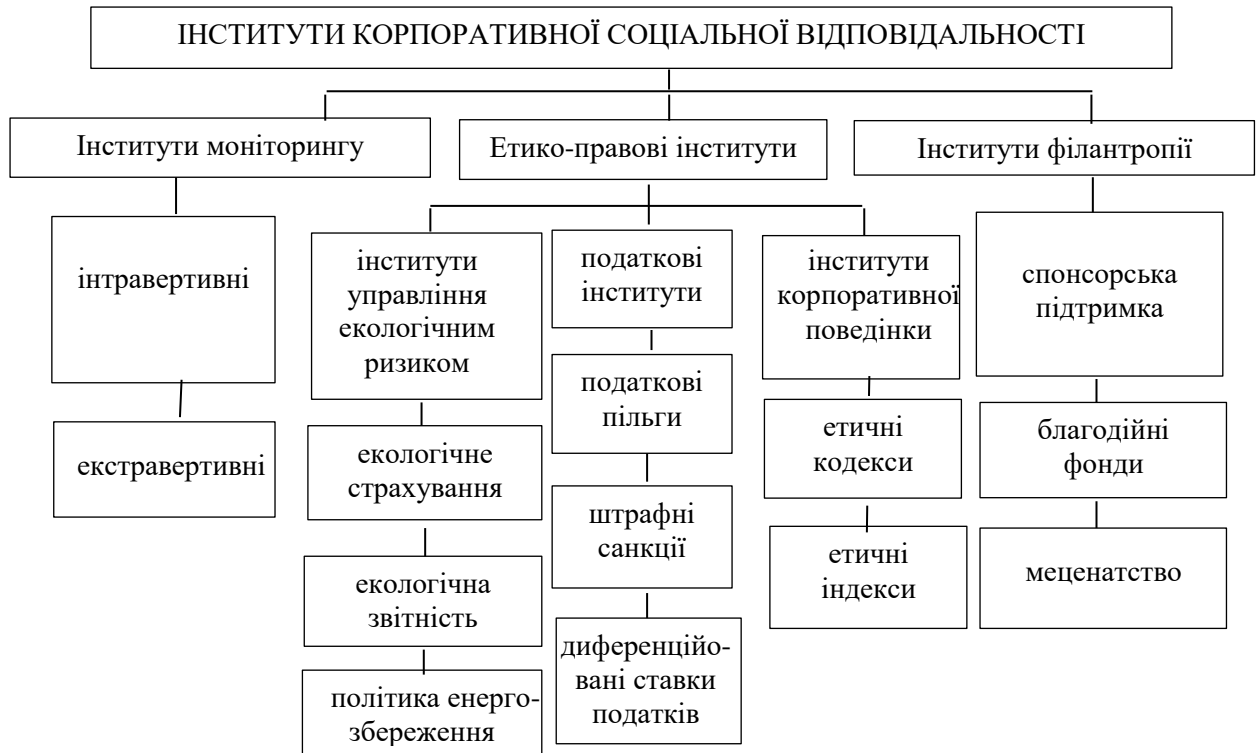 ІНСТИТУТИ КОРПОРАТИВНОЇ СОЦІАЛЬНОЇ ВІДПОВІДАЛЬНОСТІ
Інститути моніторингу
Етико-правові інститути
Інститути філантропії
інтравертивні
екстравертивні
інститути
управління
екологічним
ризиком
екологічне
страхування
екологічна
звітність
політика енерго-
збереження
податкові
інститути
податкові
пільги
штрафні
санкції
диференційо-
вані ставки
податків
інститути
корпоративної
поведінки
етичні
кодекси
етичні
індекси
спонсорська
підтримка
благодійні
фонди
меценатство